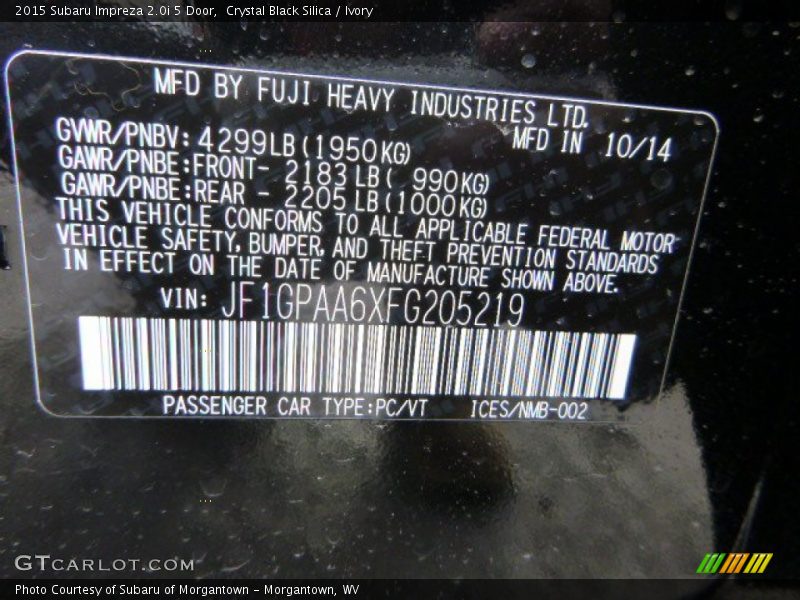 2015 Subaru Impreza 2.0i 5 Door,  Crystal Black Silica / Ivory
MFD BY FUJI HEAVY INDUSTRIES LTD.
GVWR/PNBV: 4299LB (1950KG) MFD IN 10/14
GAWR/PNBE:FRONT- 2183LB( 990KG)
GAWR/PNBE:REAR - 2205LB(1000KG)
THIS VEHICLE CONFORMS TO ALL APPLICABLE FEDERAL MOTOR
VEHICLE SAFETY, BUMPER, AND THEFT PREVENTION STANDARDS
IN EFFECT ON THE DATE OF MANUFACTURE SHOWN ABOVE.
VIN: JF1GPAA6XFG205219
PASSENGER CAR TYPE:PC/VT ICES/NMB-002
GTCARLOT.COM
Photo Courtesy of Subaru of Morgantown - Morgantown, WV